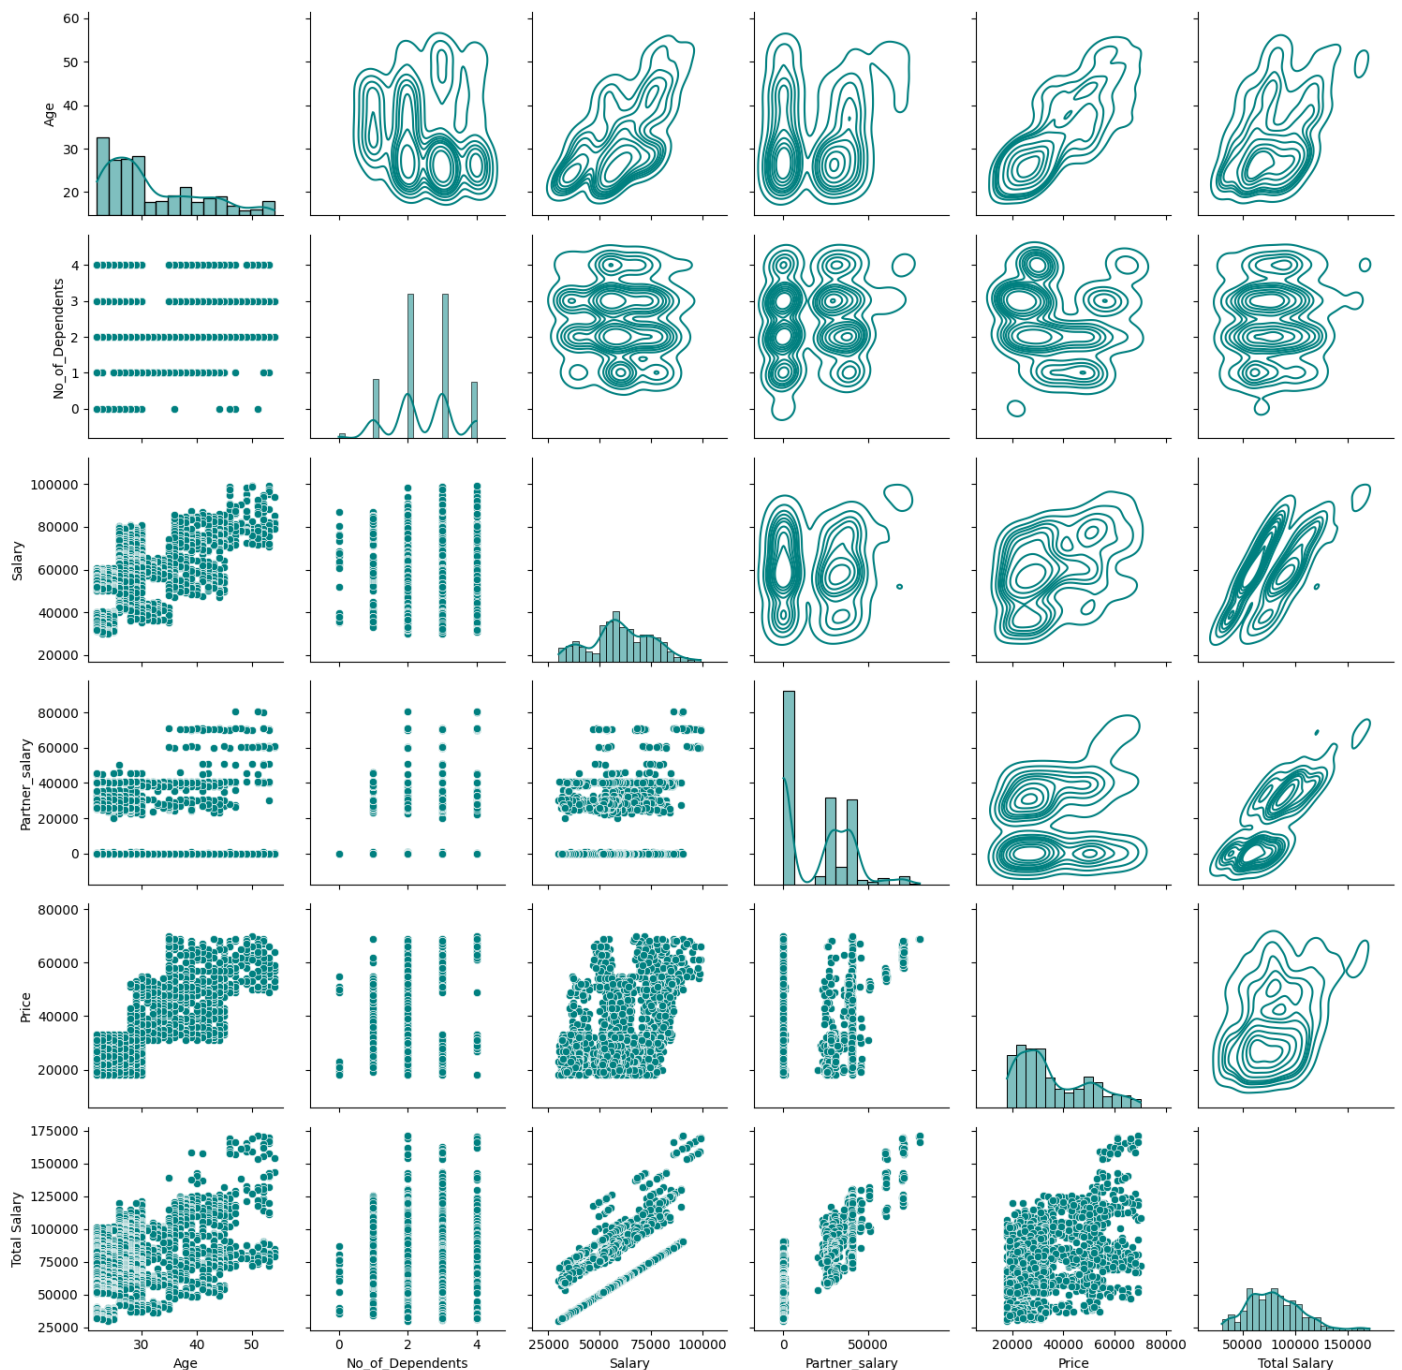 60
50
40
30
20
Age
4
3
2
1
0
No_of_Dependents
100000
80000
60000
40000
20000
Salary
80000
60000
40000
20000
0
Partner_salary
80000
60000
40000
20000
Price
175000
150000
125000
100000
75000
50000
25000
Total Salary
30 40 50
0 2 4
25000 50000 75000 100000
0 50000
20000 40000 60000 80000
50000 100000 150000
Age No_of_Dependents Salary Partner_salary Price Total Salary